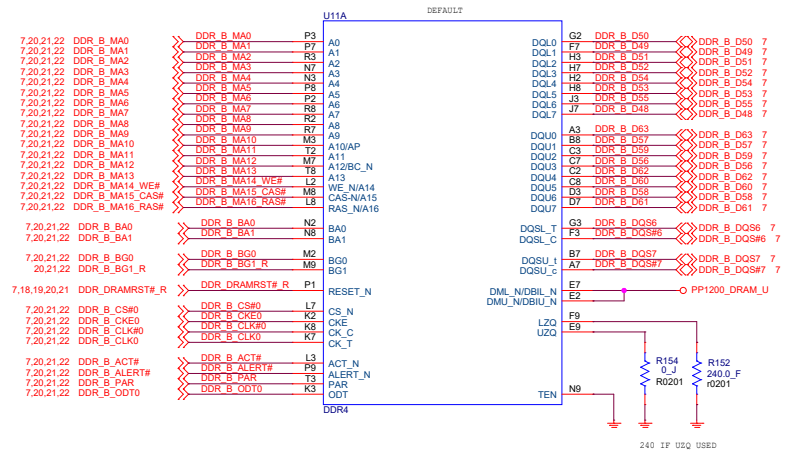 DEFAULT
U11A
7,20,21,22 DDR_B_MA0 DDR_B_MA0 P3 A0
7,20,21,22 DDR_B_MA1 DDR_B_MA1 P7 A1
7,20,21,22 DDR_B_MA2 DDR_B_MA2 R3 A2
7,20,21,22 DDR_B_MA3 DDR_B_MA3 N7 A3
7,20,21,22 DDR_B_MA4 DDR_B_MA4 N3 A4
7,20,21,22 DDR_B_MA5 DDR_B_MA5 P8 A5
7,20,21,22 DDR_B_MA6 DDR_B_MA6 P2 A6
7,20,21,22 DDR_B_MA7 DDR_B_MA7 R8 A7
7,20,21,22 DDR_B_MA8 DDR_B_MA8 R2 A8
7,20,21,22 DDR_B_MA9 DDR_B_MA9 R7 A9
7,20,21,22 DDR_B_MA10 DDR_B_MA10 M3 A10/AP
7,20,21,22 DDR_B_MA11 DDR_B_MA11 T2 A11
7,20,21,22 DDR_B_MA12 DDR_B_MA12 M7 A12/BC_N
7,20,21,22 DDR_B_MA13 DDR_B_MA13 T8 A13
7,20,21,22 DDR_B_MA14_WE# DDR_B_MA14_WE# L2 WE_N/A14
7,20,21,22 DDR_B_MA15_CAS# DDR_B_MA15_CAS# M8 CAS-N/A15
7,20,21,22 DDR_B_MA16_RAS# DDR_B_MA16_RAS# L8 RAS_N/A16
7,20,21,22 DDR_B_BA0 DDR_B_BA0 N2 BA0
7,20,21,22 DDR_B_BA1 DDR_B_BA1 N8 BA1
7,20,21,22 DDR_B_BG0 DDR_B_BG0 M2 BG0
20,21,22 DDR_B_BG1_R DDR_B_BG1_R M9 BG1
7,18,19,20,21 DDR_DRAMRST#_R DDR_DRAMRST#_R P1 RESET_N
7,20,21,22 DDR_B_CS#0 DDR_B_CS#0 L7 CS_N
7,20,21,22 DDR_B_CKE0 DDR_B_CKE0 K2 CKE
7,20,21,22 DDR_B_CLK#0 DDR_B_CLK#0 K8 CK_C
7,20,21,22 DDR_B_CLK0 DDR_B_CLK0 K7 CK_T
7,20,21,22 DDR_B_ACT# DDR_B_ACT# L3 ACT_N
7,20,21,22 DDR_B_ALERT# DDR_B_ALERT# P9 ALERT_N
7,20,21,22 DDR_B_PAR DDR_B_PAR T3 PAR
7,20,21,22 DDR_B_ODT0 DDR_B_ODT0 K3 ODT
DDR4
DQL0 G2 DDR_B_D50 DDR_B_D50 7
DQL1 F7 DDR_B_D49 DDR_B_D49 7
DQL2 H3 DDR_B_D51 DDR_B_D51 7
DQL3 H7 DDR_B_D52 DDR_B_D52 7
DQL4 H2 DDR_B_D54 DDR_B_D54 7
DQL5 H8 DDR_B_D53 DDR_B_D53 7
DQL6 J3 DDR_B_D55 DDR_B_D55 7
DQL7 J7 DDR_B_D48 DDR_B_D48 7
DQU0 A3 DDR_B_D63 DDR_B_D63 7
DQU1 B8 DDR_B_D57 DDR_B_D57 7
DQU2 C3 DDR_B_D59 DDR_B_D59 7
DQU3 C7 DDR_B_D56 DDR_B_D56 7
DQU4 C2 DDR_B_D62 DDR_B_D62 7
DQU5 C8 DDR_B_D60 DDR_B_D60 7
DQU6 D3 DDR_B_D58 DDR_B_D58 7
DQU7 D7 DDR_B_D61 DDR_B_D61 7
DQSL_T G3 DDR_B_DQS6 DDR_B_DQS6 7
DQSL_C F3 DDR_B_DQS#6 DDR_B_DQS#6 7
DQSU_t B7 DDR_B_DQS7 DDR_B_DQS7 7
DQSU_c A7 DDR_B_DQS#7 DDR_B_DQS#7 7
DML_N/DBIL_N E7 PP1200_DRAM_U
DMU_N/DBIU_N E2
LZQ F9
UZQ E9
R154
0_J
R0201
R152
240.0_F
r0201
TEN N9
240 IF UZQ USED